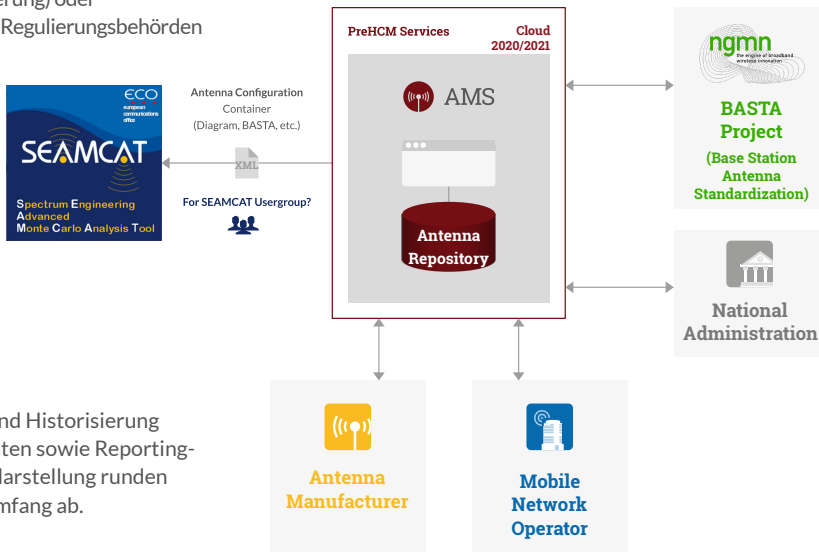 oder
Regulierungsbehörden
PreHCM Services
Cloud
2020/2021
AMS
Antenna
Repository
ECO
european
communications
office
SEAMCAT
Spectrum Engineering
Advanced
Monte Carlo Analysis Tool
Antenna Configuration
Container
(Diagram, BASTA, etc.)
XML
For SEAMCAT Usergroup?
ngmn
the engine of broadband
wireless innovation
BASTA
Project
(Base Station
Antenna
Standardization)
National
Administration
nd Historisierung
ten sowie Reporting-
darstellung runden
mfang ab.
Antenna
Manufacturer
Mobile
Network
Operator